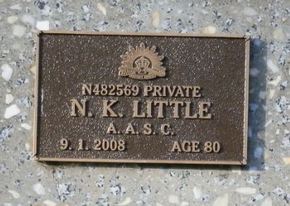 N482569 PRIVATE
N. K. LITTLE
A. A. S. C.
9. 1. 2008 AGE 80